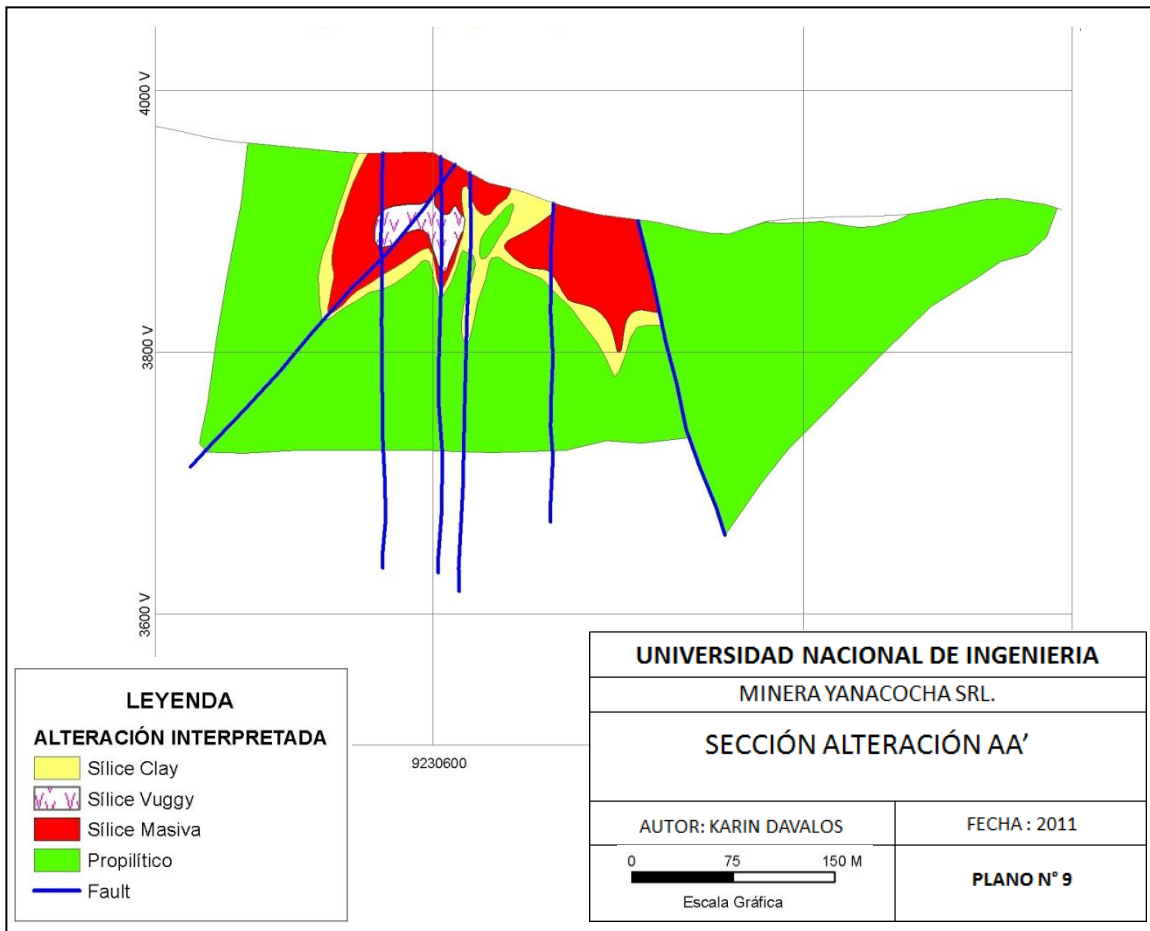 4000 V
3800 V
3600 V
9230600
LEYENDA
ALTERACIÓN INTERPRETADA
Sílice Clay
Sílice Vuggy
Sílice Masiva
Propilítico
Fault
UNIVERSIDAD NACIONAL DE INGENIERIA
MINERA YANACOCHA SRL.
SECCIÓN ALTERACIÓN AA’
AUTOR: KARIN DAVALOS
FECHA : 2011
0 75 150 M
Escala Gráfica
PLANO N° 9